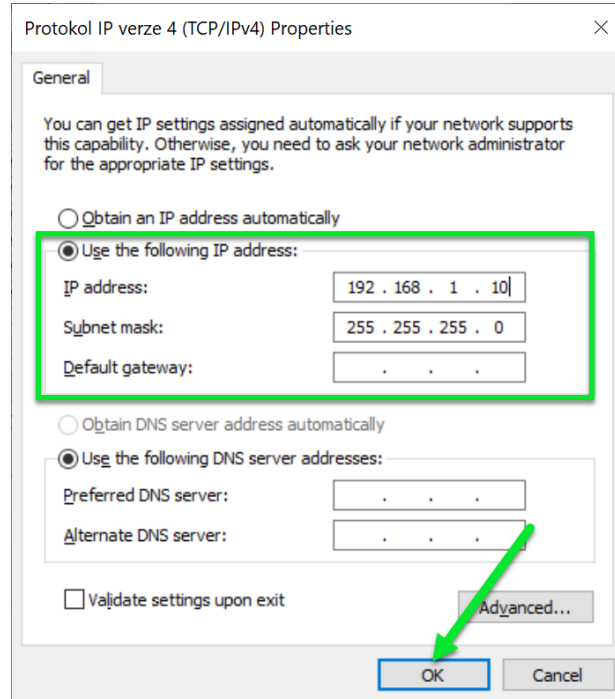 Protokol IP verze 4 (TCP/IPv4) Properties
General
You can get IP settings assigned automatically if your network supports
this capability. Otherwise, you need to ask your network administrator
for the appropriate IP settings.
Obtain an IP address automatically
Use the following IP address:
IP address: 192 . 168 . 1 . 10
Subnet mask: 255 . 255 . 255 . 0
Default gateway: . . .
Obtain DNS server address automatically
Use the following DNS server addresses:
Preferred DNS server: . . .
Alternate DNS server: . . .
Validate settings upon exit
Advanced...
OK Cancel